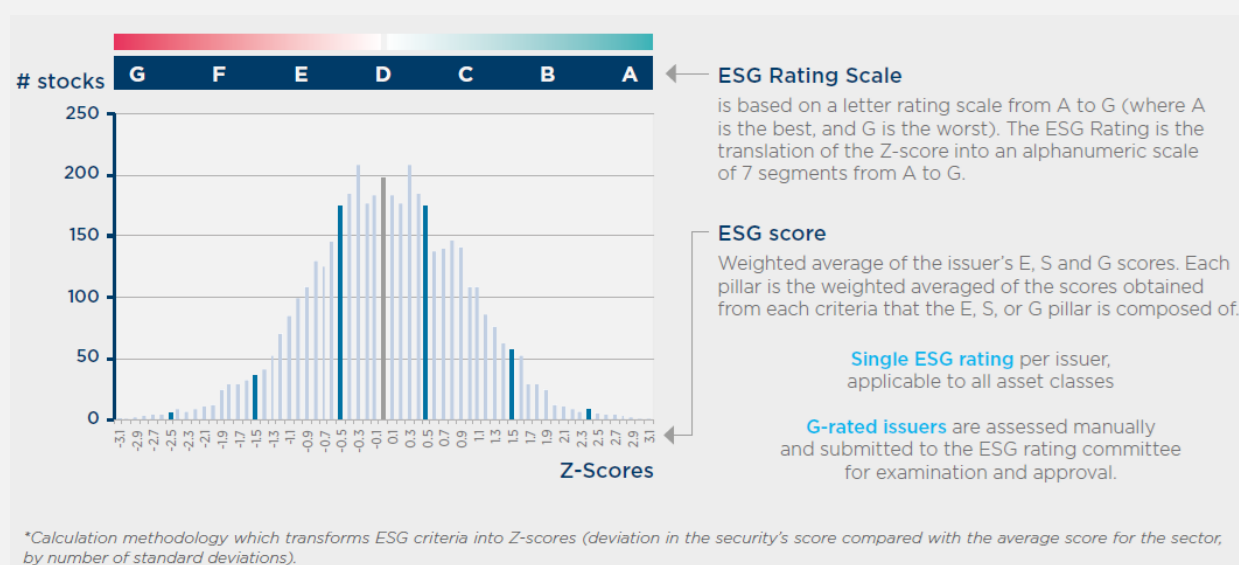 # stocks
G F E D C B A
250
200
150
100
50
0
-3.1 -2.9 -2.7 -2.5 -2.3 -2.1 -1.9 -1.7 -1.5 -1.3 -1.1 -0.9 -0.7 -0.5 -0.3 -0.1 0.1 0.3 0.5 0.7 0.9 1.1 1.3 1.5 1.7 1.9 2.1 2.3 2.5 2.7 2.9 3.1
Z-Scores
ESG Rating Scale
is based on a letter rating scale from A to G (where A
is the best, and G is the worst). The ESG Rating is the
translation of the Z-score into an alphanumeric scale
of 7 segments from A to G.
ESG score
Weighted average of the issuer's E, S and G scores. Each
pillar is the weighted averaged of the scores obtained
from each criteria that the E, S, or G pillar is composed of.
Single ESG rating per issuer,
applicable to all asset classes
G-rated issuers are assessed manually
and submitted to the ESG rating committee
for examination and approval.
*Calculation methodology which transforms ESG criteria into Z-scores (deviation in the security's score compared with the average score for the sector,
by number of standard deviations).